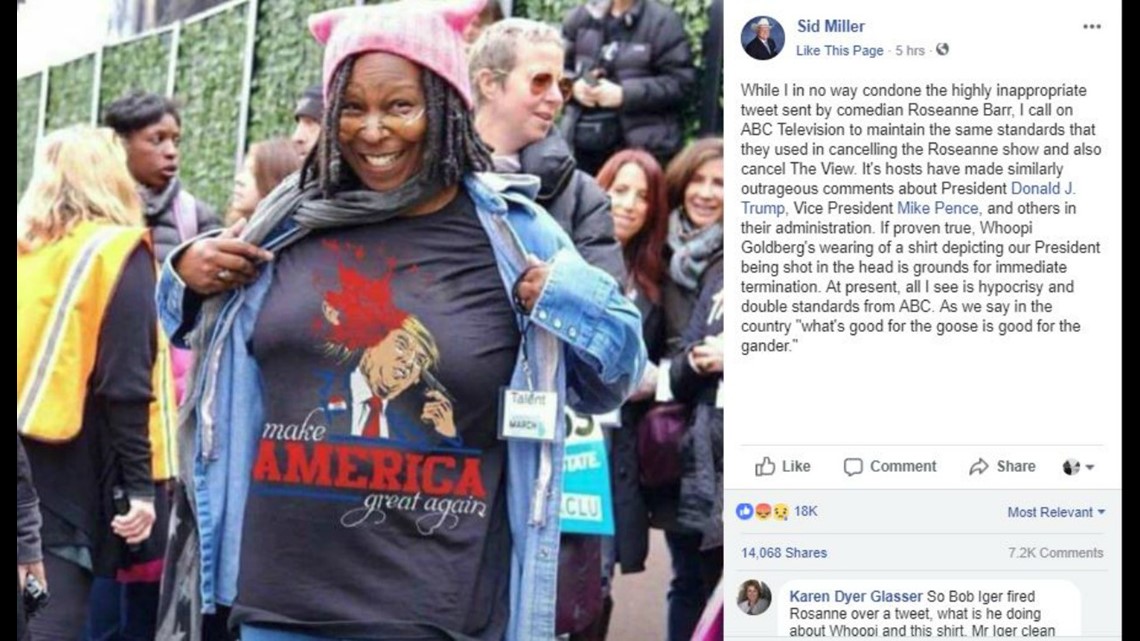 make
AMERICA
great again
Talent
MARCH
STATE
CLU
Sid Miller
Like This Page · 5 hrs ·
While I in no way condone the highly inappropriate
tweet sent by comedian Roseanne Barr, I call on
ABC Television to maintain the same standards that
they used in cancelling the Roseanne show and also
cancel The View. It's hosts have made similarly
outrageous comments about President Donald J.
Trump, Vice President Mike Pence, and others in
their administration. If proven true, Whoopi
Goldberg's wearing of a shirt depicting our President
being shot in the head is grounds for immediate
termination. At present, all I see is hypocrisy and
double standards from ABC. As we say in the
country "what's good for the goose is good for the
gander."
Like Comment Share
18K Most Relevant
14,068 Shares 7.2K Comments
Karen Dyer Glasser So Bob Iger fired
Rosanne over a tweet, what is he doing
about Whoopi and this shirt. Mr Iger clean